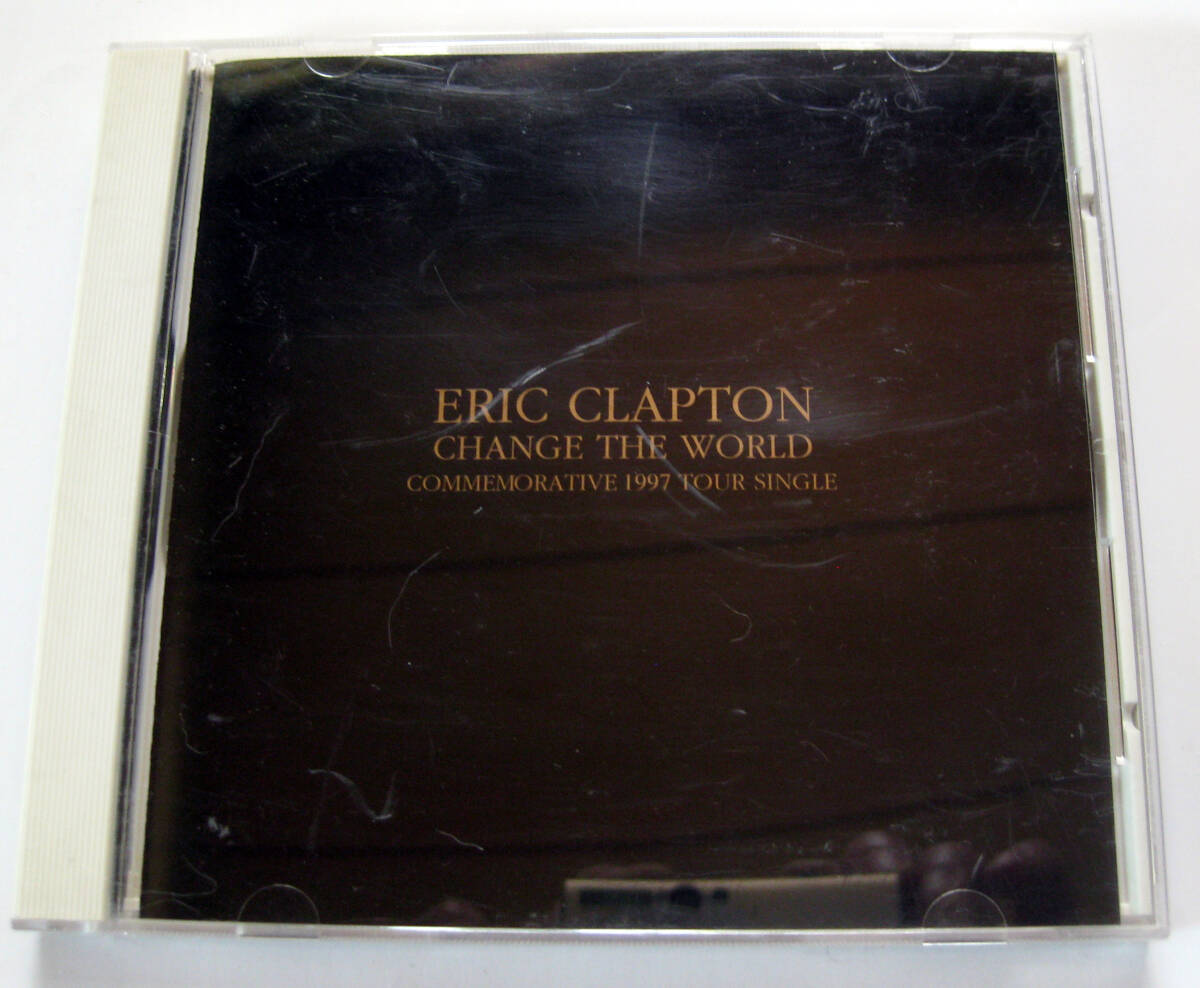 ERIC CLAPTON
CHANGE THE WORLD
COMMEMORATIVE 1997 TOUR SINGLE